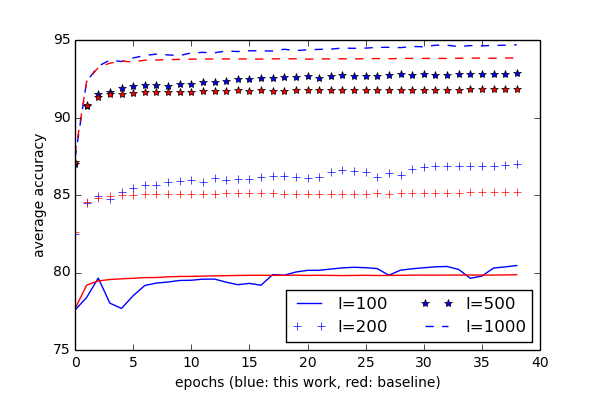 95
90
85
80
75
average accuracy
l=100
l=200
l=500
l=1000
0 5 10 15 20 25 30 35 40
epochs (blue: this work, red: baseline)